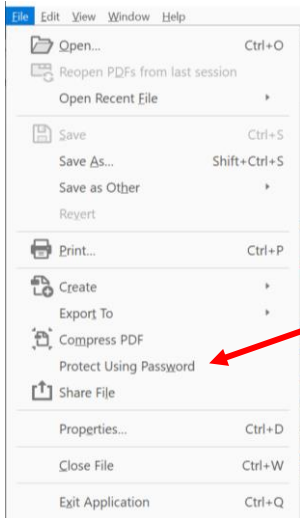 File Edit View Window Help
Open... Ctrl+O
Reopen PDFs from last session
Open Recent File
Save Ctrl+S
Save As... Shift+Ctrl+S
Save as Other
Revert
Print... Ctrl+P
Create
Export To
Compress PDF
Protect Using Password
Share File
Properties... Ctrl+D
Close File Ctrl+W
Exit Application Ctrl+Q